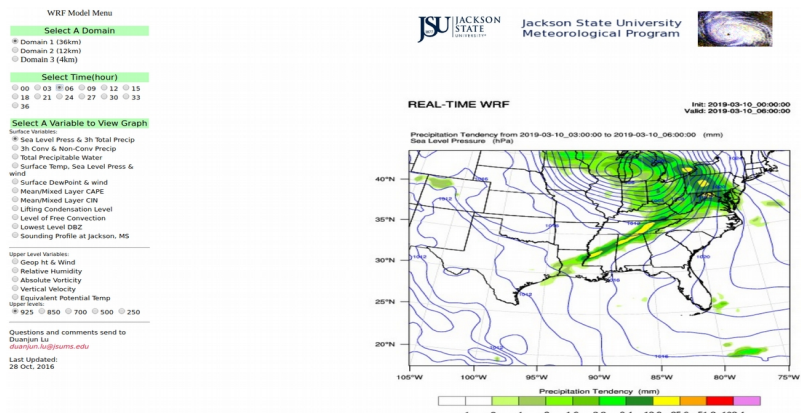 WRF Model Menu
Select A Domain
Domain 1 (36km)
Domain 2 (12km)
Domain 3 (4km)
Select Time(hour)
00 03 06 09 12 15
18 21 24 27 30 33
36
Select A Variable to View Graph
Surface Variables:
Sea Level Press & 3h Total Precip
3h Conv & Non-Conv Precip
Total Precipitable Water
Surface Temp, Sea Level Press &
wind
Surface DewPoint & wind
Mean/Mixed Layer CAPE
Mean/Mixed Layer CIN
Lifting Condensation Level
Level of Free Convection
Lowest Level DBZ
Sounding Profile at Jackson, MS
Upper Level Variables:
Geop ht & Wind
Relative Humidity
Absolute Vorticity
Vertical Velocity
Equivalent Potential Temp
Upper levels:
925 850 700 500 250
Questions and comments send to
Duanjun Lu
duanjun.lu@jsums.edu
Last Updated:
28 Oct, 2016
JSU JACKSON
STATE
UNIVERSITY
Jackson State University
Meteorological Program
REAL-TIME WRF
Init: 2019-03-10_00:00:00
Valid: 2019-03-10_06:00:00
Precipitation Tendency from 2019-03-10_03:00:00 to 2019-03-10_06:00:00 (mm)
Sea Level Pressure (hPa)
40°N
35°N
30°N
25°N
20°N
105°W 100°W 95°W 90°W 85°W 80°W 75°W
Precipitation Tendency (mm)